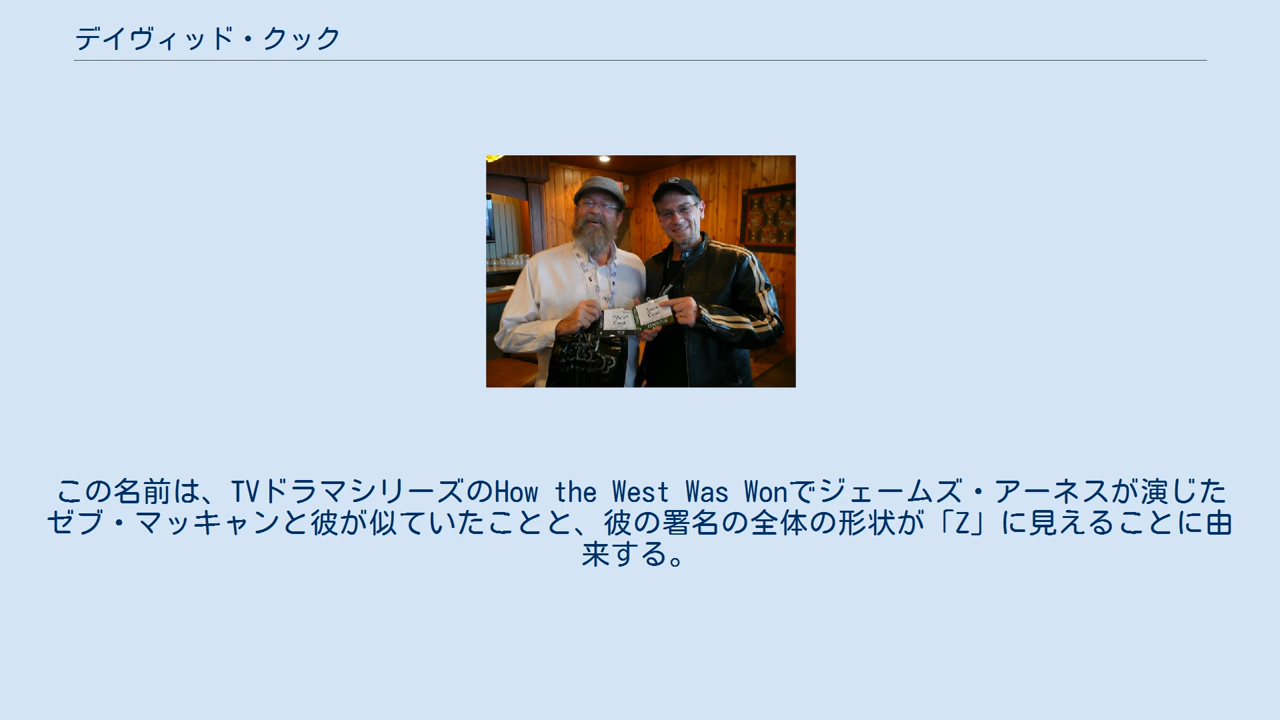 デイヴィッド・クック
この名前は、TVドラマシリーズのHow the West Was Wonでジェームズ・アーネスが演じた
ゼブ・マッキャンと彼が似ていたことと、彼の署名の全体の形状が「Z」に見えることに由
来する。